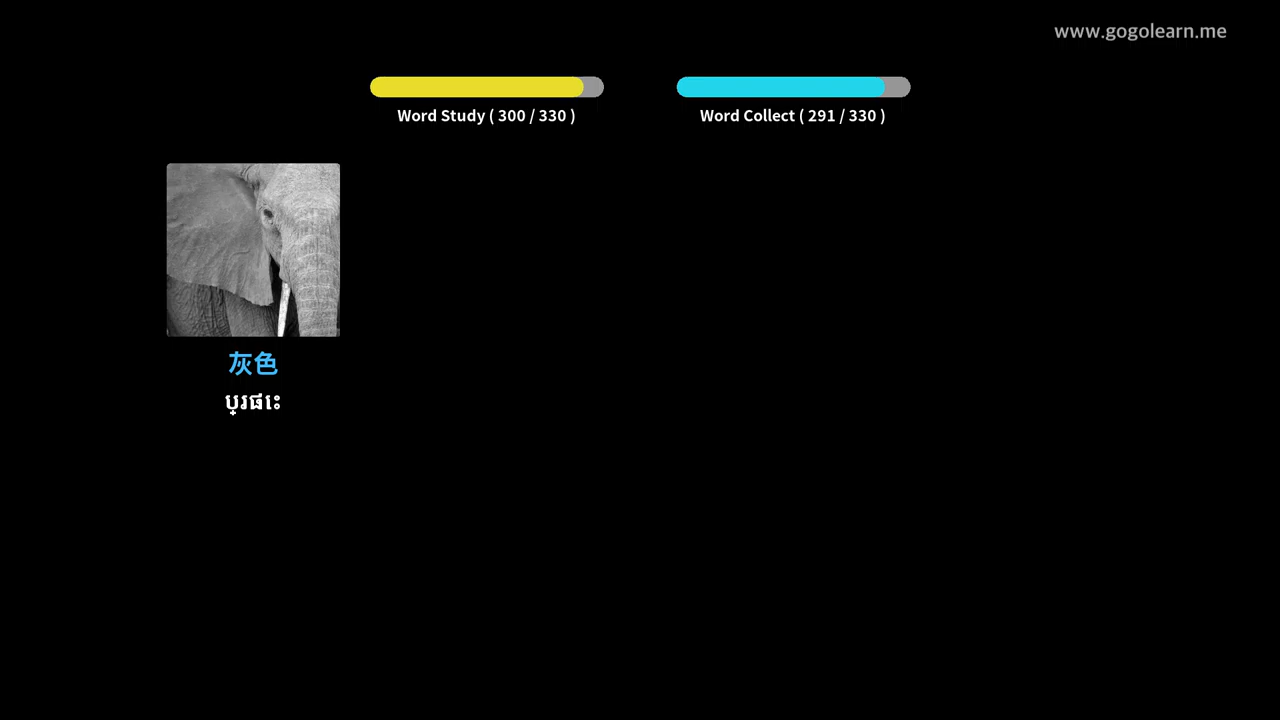 www.gogolearn.me
Word Study ( 300 / 330 )
Word Collect ( 291 / 330 )
灰色
ប្រផេះ